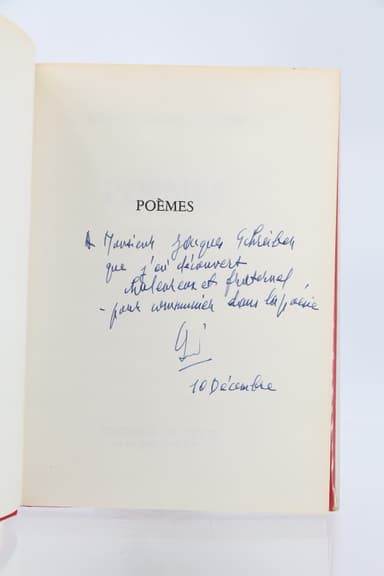 POÈMES
A Monsieur Jacques Schreiber
que j'ai découvert
chaleureux et fraternel
- pour communier dans la poésie
10 Décembre